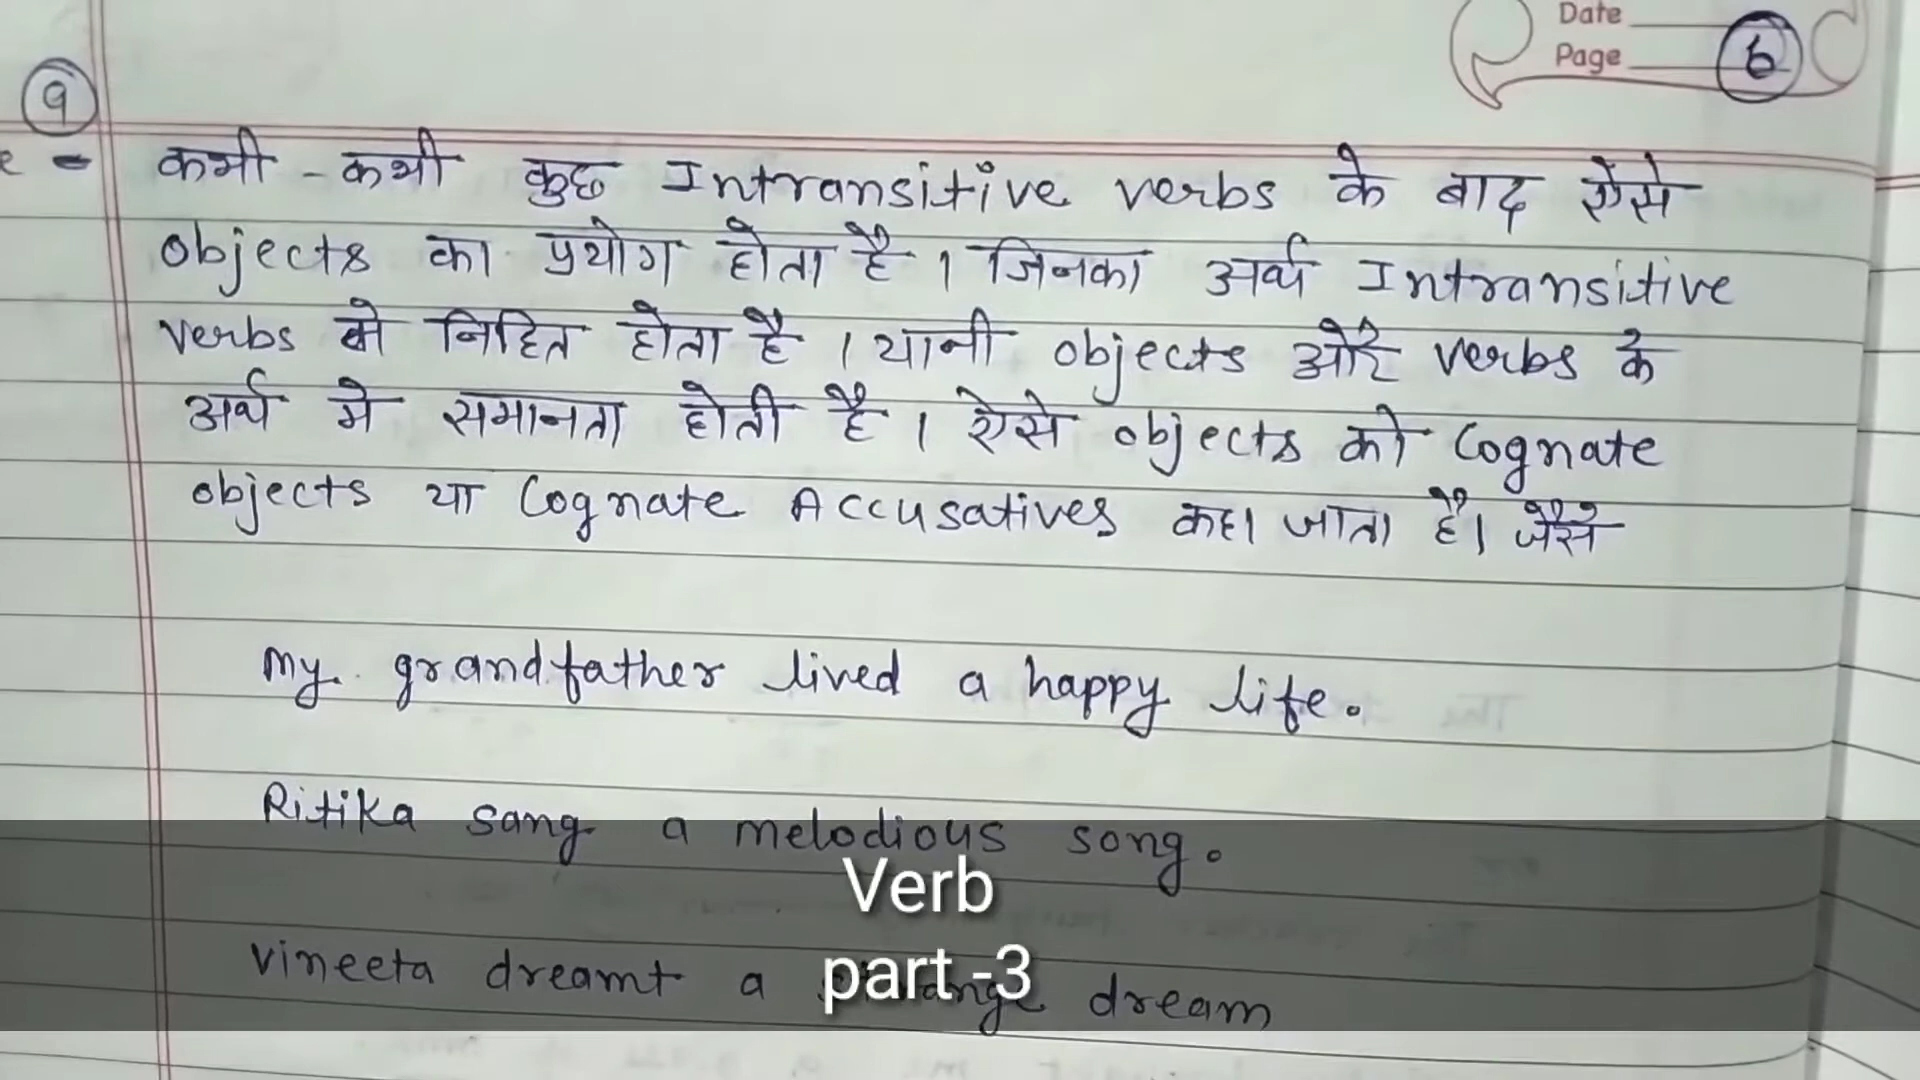 Date
Page 6
9
कभी - कभी कुछ Intransitive verbs के बाद ऐसे
objects का प्रयोग होता है । जिनका अर्थ Intransitive
verbs में निहित होता है । यानी objects और verbs के
अर्थ मे समानता होती है । ऐसे objects को Cognate
objects या Cognate Accusatives कहा जाता है। जैसे
My grandfather lived a happy life.
Ritika sang a melodious song.
Verb
Vineeta dreamt a dream
part -3